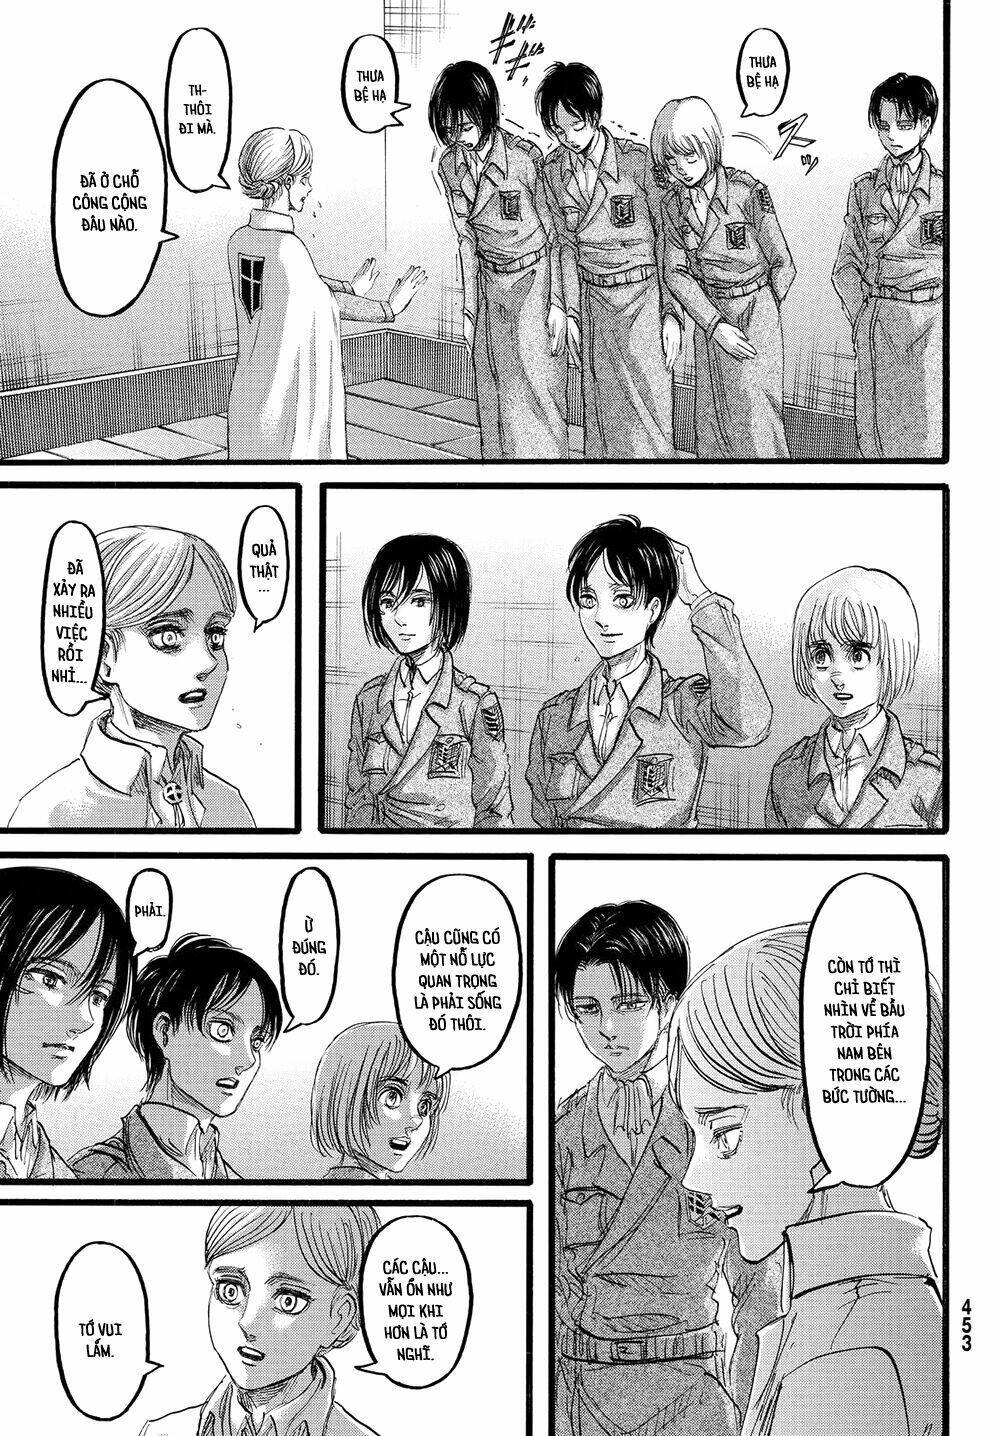 THƯA
BỆ HẠ
THƯA
BỆ HẠ
TH-
THÔI
ĐI MÀ.
ĐÃ Ở CHỖ
CÔNG CỘNG
ĐÂU NÀO.
QUẢ
THẬT
...
ĐÃ
XẢY RA
NHIỀU
VIỆC
RỒI
NHỈ...
CÒN TỚ THÌ
CHỈ BIẾT
NHÌN VỀ BẦU
TRỜI PHÍA
NAM BÊN
TRONG CÁC
BỨC TƯỜNG...
CẬU CŨNG CÓ
MỘT NỖ LỰC
QUAN TRỌNG
LÀ PHẢI SỐNG
ĐÓ THÔI.
Ừ
ĐÚNG
ĐÓ.
PHẢI.
CÁC CẬU...
VẪN ỔN NHƯ
MỌI KHI
HƠN LÀ TỚ
NGHĨ.
TỚ VUI
LẮM.
453